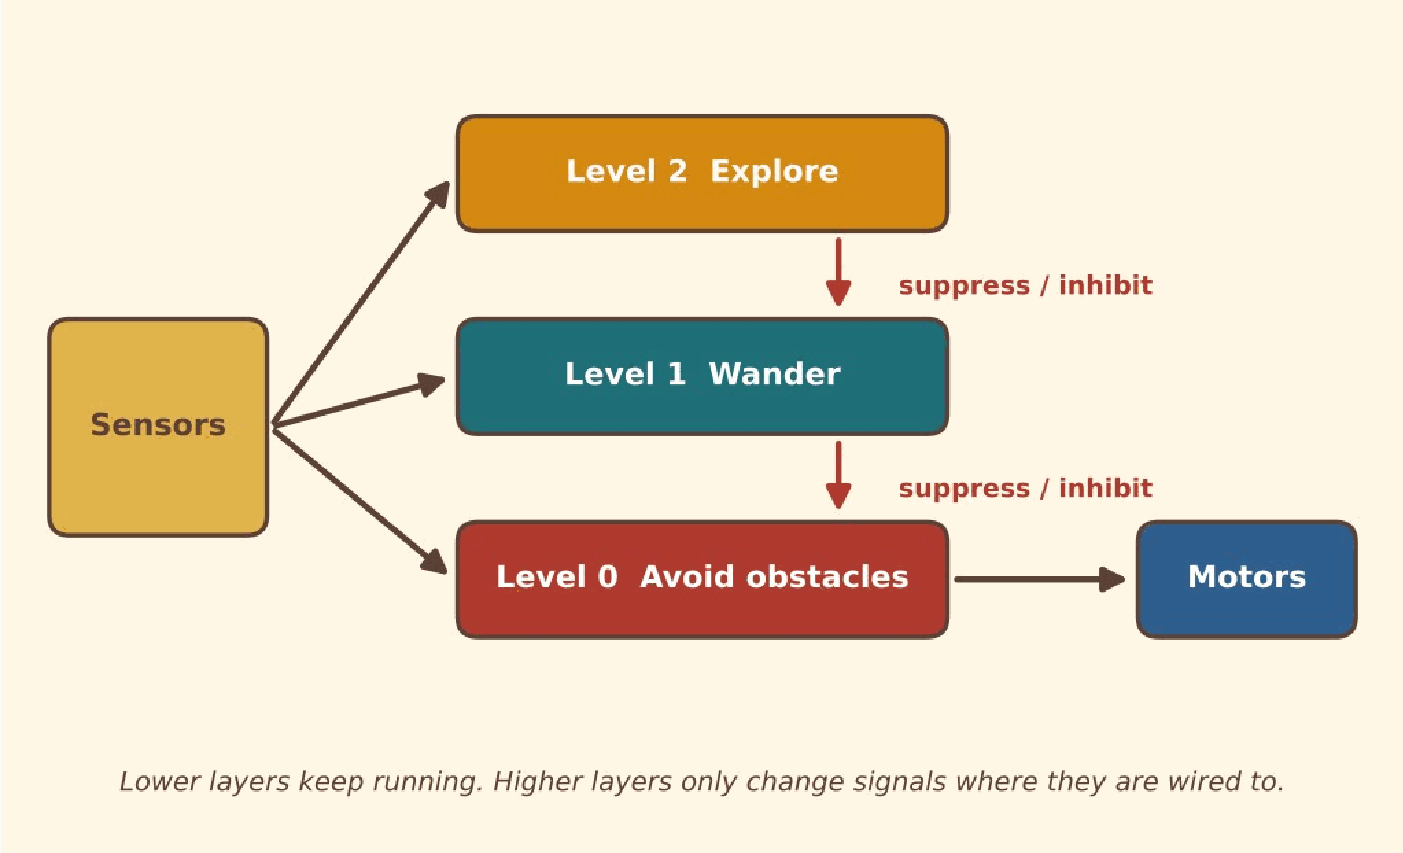 Level 2  Explore
suppress / inhibit
Level 1  Wander
Sensors
suppress / inhibit
Level 0  Avoid obstacles
Motors
Lower layers keep running. Higher layers only change signals where they are wired to.